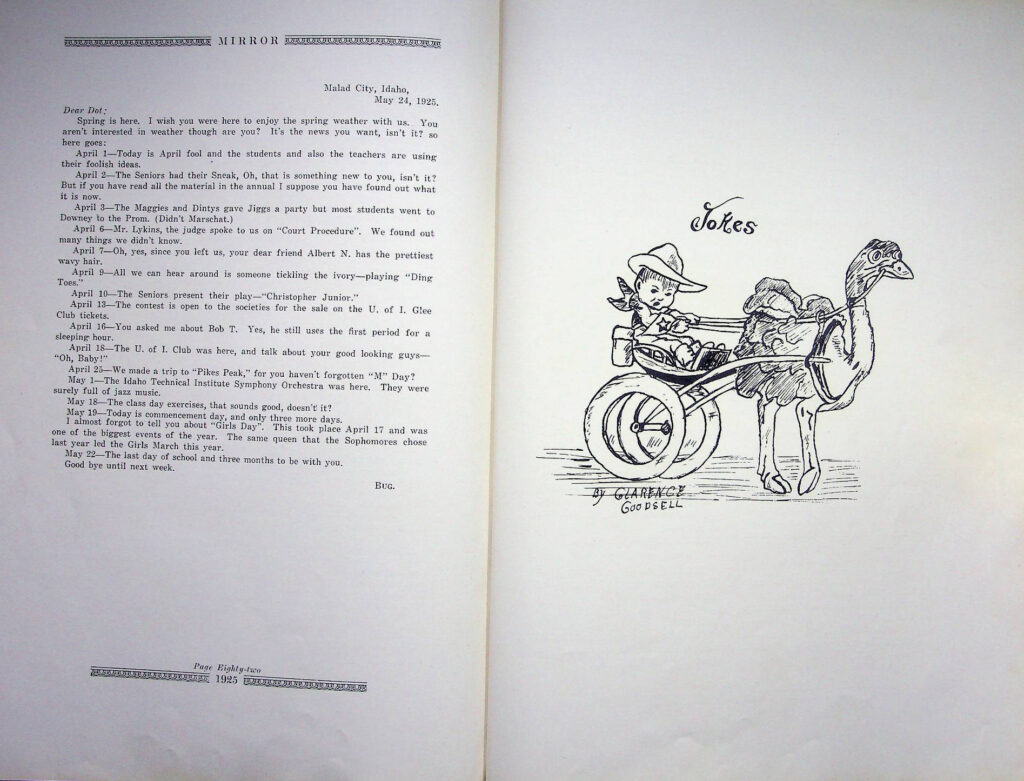 MIRROR
Malad City, Idaho,
May 24, 1925.
Dear Dot;
Spring is here. I wish you were here to enjoy the spring weather with us. You
aren't interested in weather though are you? It's the news you want, isn't it? so
here goes:
April 1—Today is April fool and the students and also the teachers are using
their foolish ideas.
April 2—The Seniors had their Sneak, Oh, that is something new to you, isn't it?
But if you have read all the material in the annual I suppose you have found out what
it is now.
April 3—The Maggies and Dintys gave Jiggs a party but most students went to
Downey to the Prom. (Didn't Marschat.)
April 6—Mr. Lykins, the judge spoke to us on "Court Procedure". We found out
many things we didn't know.
April 7—Oh, yes, since you left us, your dear friend Albert N. has the prettiest
wavy hair.
April 9—All we can hear around is someone tickling the ivory—playing "Ding
Toes."
April 10—The Seniors present their play—"Christopher Junior."
April 13—The contest is open to the societies for the sale on the U. of I. Glee
Club tickets.
April 16—You asked me about Bob T. Yes, he still uses the first period for a
sleeping hour.
April 18—The U. of I. Club was here, and talk about your good looking guys—
"Oh, Baby!"
April 25—We made a trip to "Pikes Peak," for you haven't forgotten "M" Day?
May 1—The Idaho Technical Institute Symphony Orchestra was here. They were
surely full of jazz music.
May 18—The class day exercises, that sounds good, doesn't it?
May 19—Today is commencement day, and only three more days.
I almost forgot to tell you about "Girls Day". This took place April 17 and was
one of the biggest events of the year. The same queen that the Sophomores chose
last year led the Girls March this year.
May 22—The last day of school and three months to be with you.
Good bye until next week.
BUG.
Page Eighty-two
1925
Jokes
By CLARENCE
GOODSELL